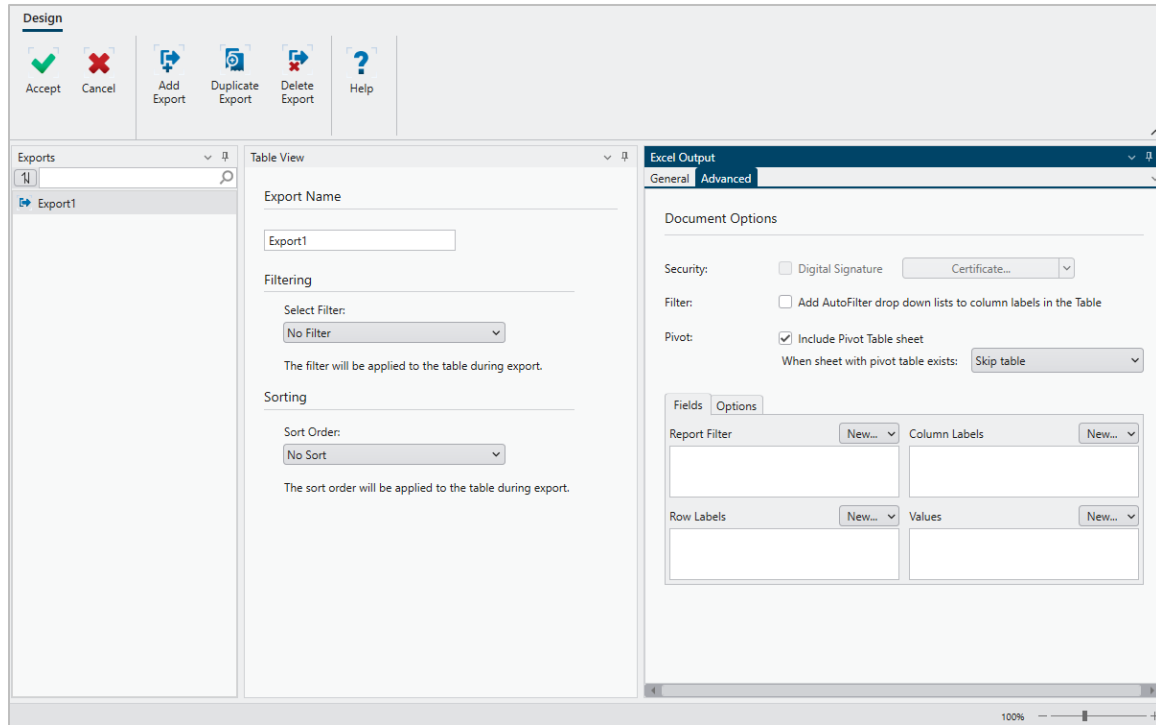 Design
Accept
Cancel
Add
Export
Duplicate
Export
Delete
Export
Help
Exports
Export1
Table View
Export Name
Export1
Filtering
Select Filter:
No Filter
The filter will be applied to the table during export.
Sorting
Sort Order:
No Sort
The sort order will be applied to the table during export.
Excel Output
General Advanced
Document Options
Security: Digital Signature Certificate...
Filter: Add AutoFilter drop down lists to column labels in the Table
Pivot: Include Pivot Table sheet
When sheet with pivot table exists: Skip table
Fields Options
Report Filter New... Column Labels New...
Row Labels New... Values New...
100%